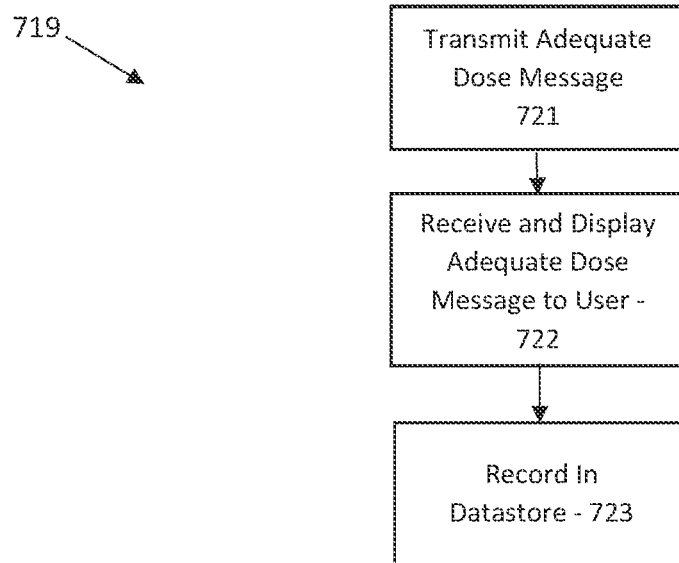 719
Transmit Adequate
Dose Message
721
Receive and Display
Adequate Dose
Message to User -
722
Record In
Datastore - 723